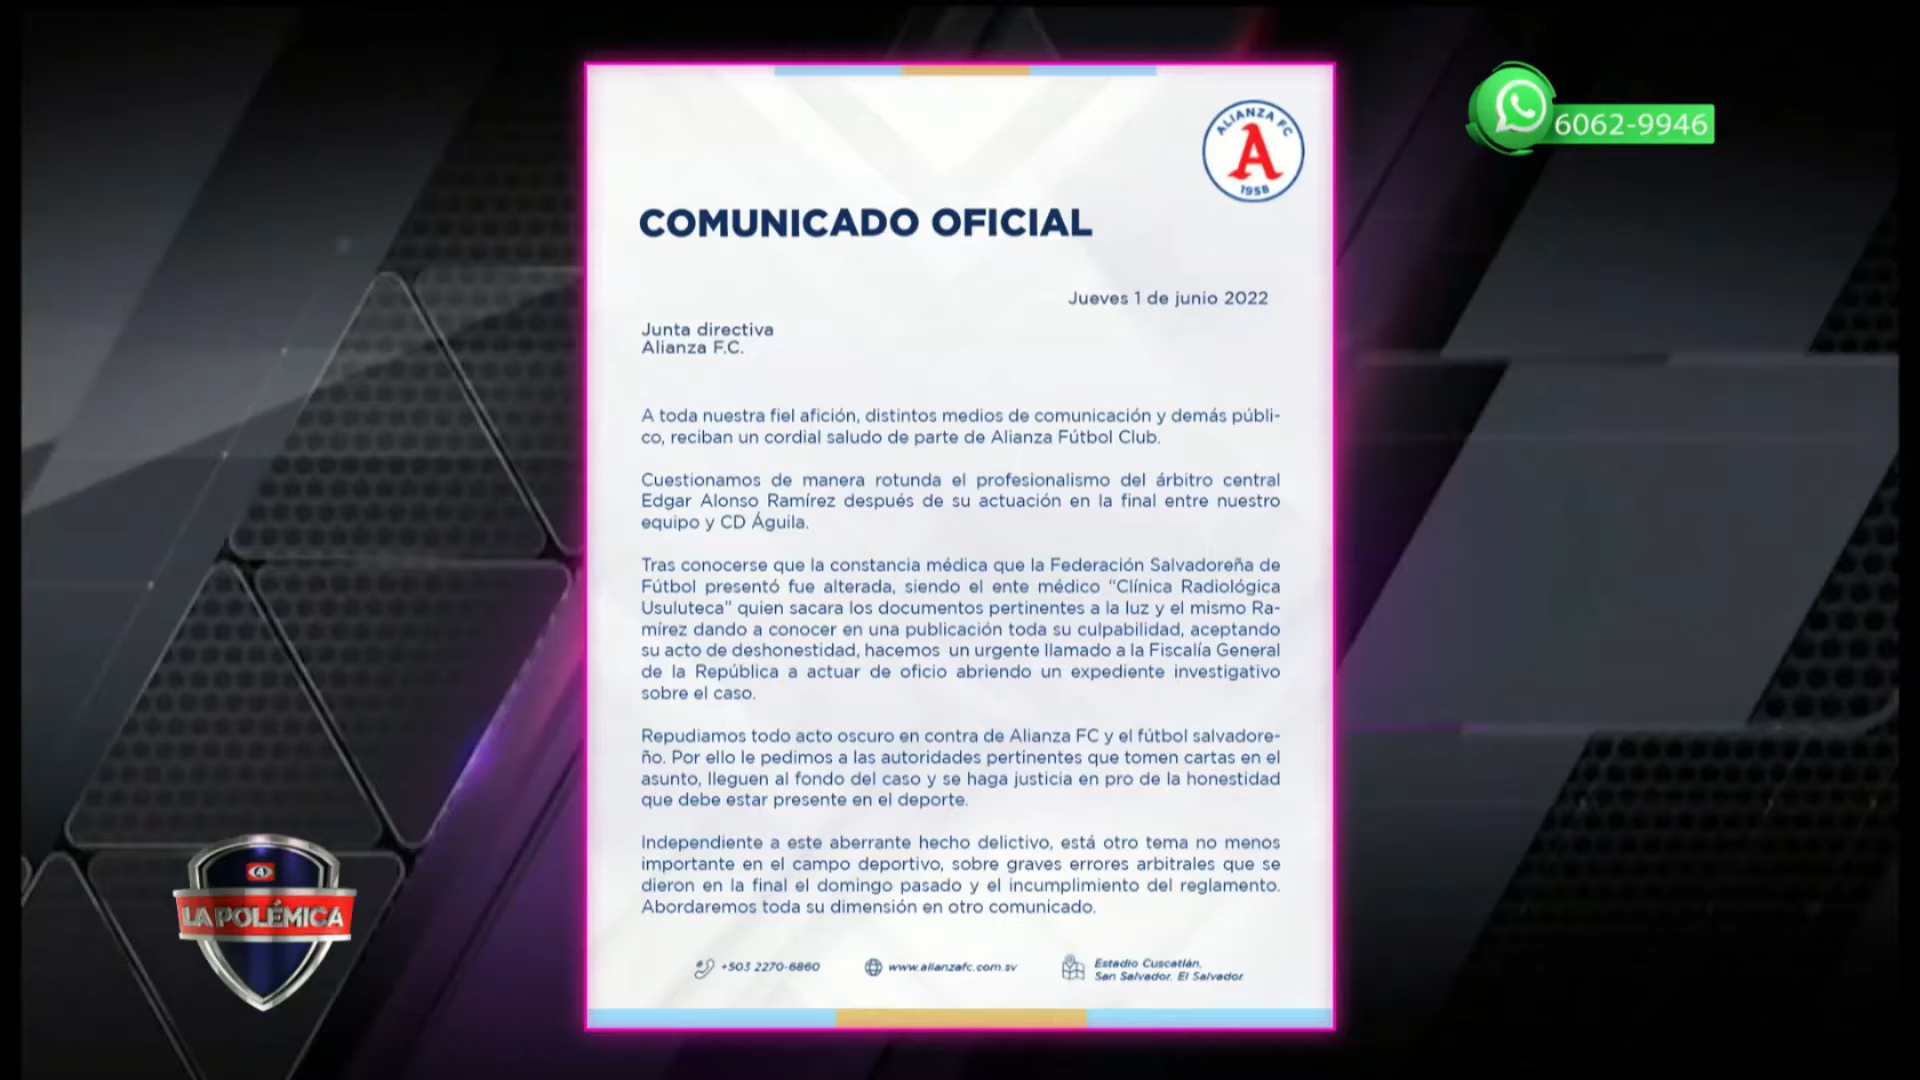 6062-9946
ALIANZA FC
A
1958
COMUNICADO OFICIAL
Jueves 1 de junio 2022
Junta directiva
Alianza F.C.
A toda nuestra fiel afición, distintos medios de comunicación y demás públi-
co, reciban un cordial saludo de parte de Alianza Fútbol Club.
Cuestionamos de manera rotunda el profesionalismo del árbitro central
Edgar Alonso Ramírez después de su actuación en la final entre nuestro
equipo y CD Águila.
Tras conocerse que la constancia médica que la Federación Salvadoreña de
Fútbol presentó fue alterada, siendo el ente médico “Clínica Radiológica
Usuluteca” quien sacara los documentos pertinentes a la luz y el mismo Ra-
mírez dando a conocer en una publicación toda su culpabilidad, aceptando
su acto de deshonestidad, hacemos un urgente llamado a la Fiscalía General
de la República a actuar de oficio abriendo un expediente investigativo
sobre el caso.
Repudiamos todo acto oscuro en contra de Alianza FC y el fútbol salvadore-
ño. Por ello le pedimos a las autoridades pertinentes que tomen cartas en el
asunto, lleguen al fondo del caso y se haga justicia en pro de la honestidad
que debe estar presente en el deporte.
Independiente a este aberrante hecho delictivo, está otro tema no menos
importante en el campo deportivo, sobre graves errores arbitrales que se
dieron en la final el domingo pasado y el incumplimiento del reglamento.
Abordaremos toda su dimensión en otro comunicado.
+503 2270-6860
www.alianzafc.com.sv
Estadio Cuscatlán,
San Salvador. El Salvador.
4
LA POLÉMICA